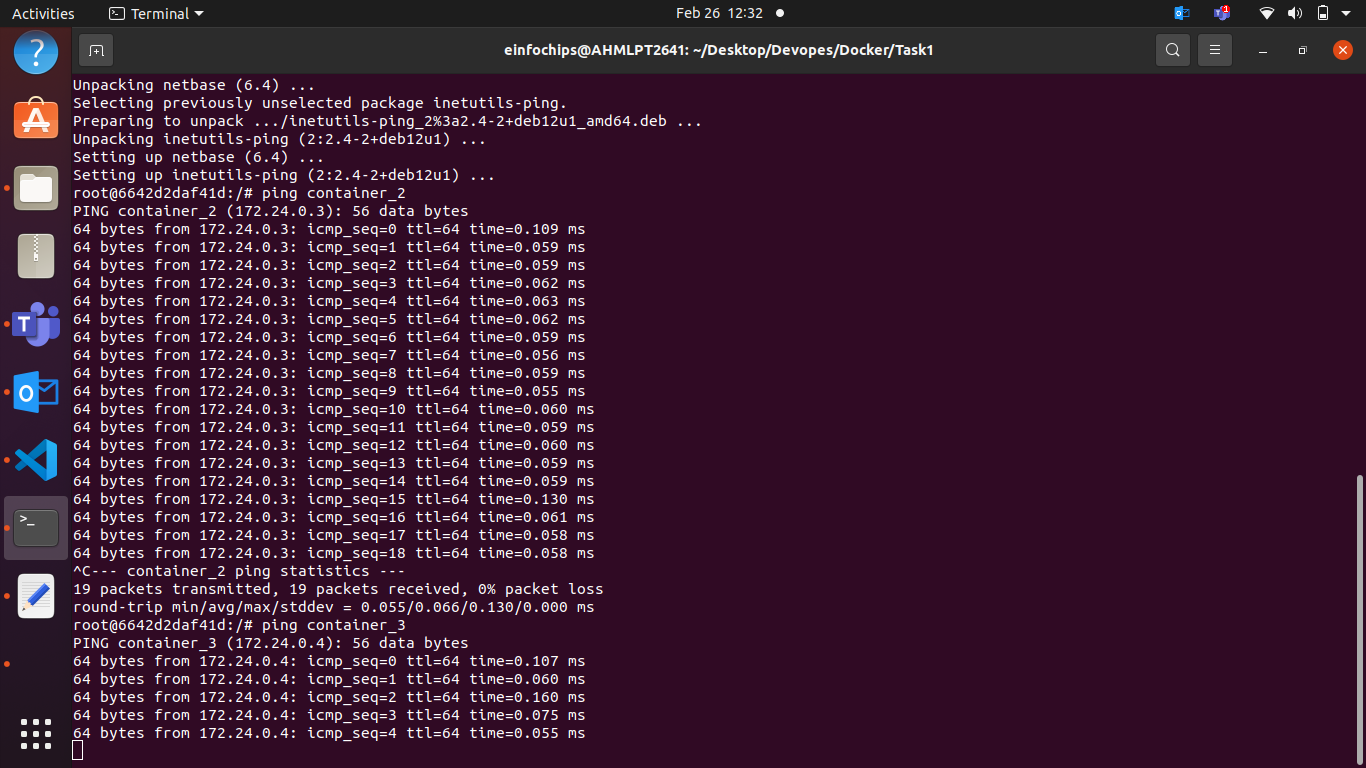 Activities
Terminal
Feb 26 12:32
1
einfochips@AHMLPT2641: ~/Desktop/Devopes/Docker/Task1
Unpacking netbase (6.4) ...
Selecting previously unselected package inetutils-ping.
Preparing to unpack .../inetutils-ping_2%3a2.4-2+deb12u1_amd64.deb ...
Unpacking inetutils-ping (2:2.4-2+deb12u1) ...
Setting up netbase (6.4) ...
Setting up inetutils-ping (2:2.4-2+deb12u1) ...
root@6642d2daf41d:/# ping container_2
PING container_2 (172.24.0.3): 56 data bytes
64 bytes from 172.24.0.3: icmp_seq=0 ttl=64 time=0.109 ms
64 bytes from 172.24.0.3: icmp_seq=1 ttl=64 time=0.059 ms
64 bytes from 172.24.0.3: icmp_seq=2 ttl=64 time=0.059 ms
64 bytes from 172.24.0.3: icmp_seq=3 ttl=64 time=0.062 ms
64 bytes from 172.24.0.3: icmp_seq=4 ttl=64 time=0.063 ms
64 bytes from 172.24.0.3: icmp_seq=5 ttl=64 time=0.062 ms
64 bytes from 172.24.0.3: icmp_seq=6 ttl=64 time=0.059 ms
64 bytes from 172.24.0.3: icmp_seq=7 ttl=64 time=0.056 ms
64 bytes from 172.24.0.3: icmp_seq=8 ttl=64 time=0.059 ms
64 bytes from 172.24.0.3: icmp_seq=9 ttl=64 time=0.055 ms
64 bytes from 172.24.0.3: icmp_seq=10 ttl=64 time=0.060 ms
64 bytes from 172.24.0.3: icmp_seq=11 ttl=64 time=0.059 ms
64 bytes from 172.24.0.3: icmp_seq=12 ttl=64 time=0.060 ms
64 bytes from 172.24.0.3: icmp_seq=13 ttl=64 time=0.059 ms
64 bytes from 172.24.0.3: icmp_seq=14 ttl=64 time=0.059 ms
64 bytes from 172.24.0.3: icmp_seq=15 ttl=64 time=0.130 ms
64 bytes from 172.24.0.3: icmp_seq=16 ttl=64 time=0.061 ms
64 bytes from 172.24.0.3: icmp_seq=17 ttl=64 time=0.058 ms
64 bytes from 172.24.0.3: icmp_seq=18 ttl=64 time=0.058 ms
^C--- container_2 ping statistics ---
19 packets transmitted, 19 packets received, 0% packet loss
round-trip min/avg/max/stddev = 0.055/0.066/0.130/0.000 ms
root@6642d2daf41d:/# ping container_3
PING container_3 (172.24.0.4): 56 data bytes
64 bytes from 172.24.0.4: icmp_seq=0 ttl=64 time=0.107 ms
64 bytes from 172.24.0.4: icmp_seq=1 ttl=64 time=0.060 ms
64 bytes from 172.24.0.4: icmp_seq=2 ttl=64 time=0.160 ms
64 bytes from 172.24.0.4: icmp_seq=3 ttl=64 time=0.075 ms
64 bytes from 172.24.0.4: icmp_seq=4 ttl=64 time=0.055 ms